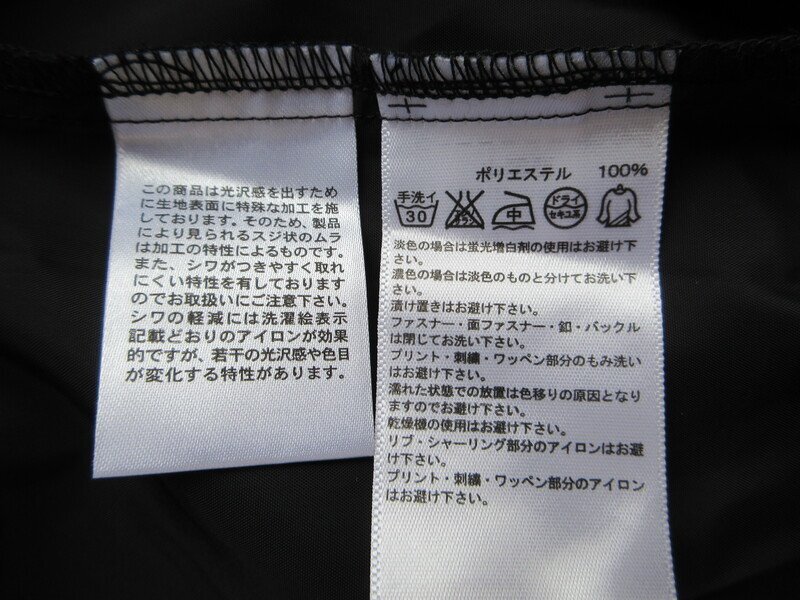 この商品は光沢感を出すため
に生地表面に特殊な加工を施
しております。そのため、製品
により見られるスジ状のムラ
は加工の特性によるものです。
また、シワがつきやすく取れ
にくい特性を有しております
のでお取扱いにご注意下さい。
シワの軽減には洗濯絵表示
記載どおりのアイロンが効果
的ですが、若干の光沢感や色目
が変化する特性があります。
ポリエステル 100%
手洗イ
30
エンソサラシ
中
ドライ
セキユ系
淡色の場合は蛍光増白剤の使用はお避け下
さい。
濃色の場合は淡色のものと分けてお洗い下
さい。
漬け置きはお避け下さい。
ファスナー・面ファスナー・釦・バックル
は閉じてお洗い下さい。
プリント・刺繍・ワッペン部分のもみ洗い
はお避け下さい。
濡れた状態での放置は色移りの原因となり
ますのでお避け下さい。
乾燥機の使用はお避け下さい。
リブ・シャーリング部分のアイロンはお避
け下さい。
プリント・刺繍・ワッペン部分のアイロン
はお避け下さい。